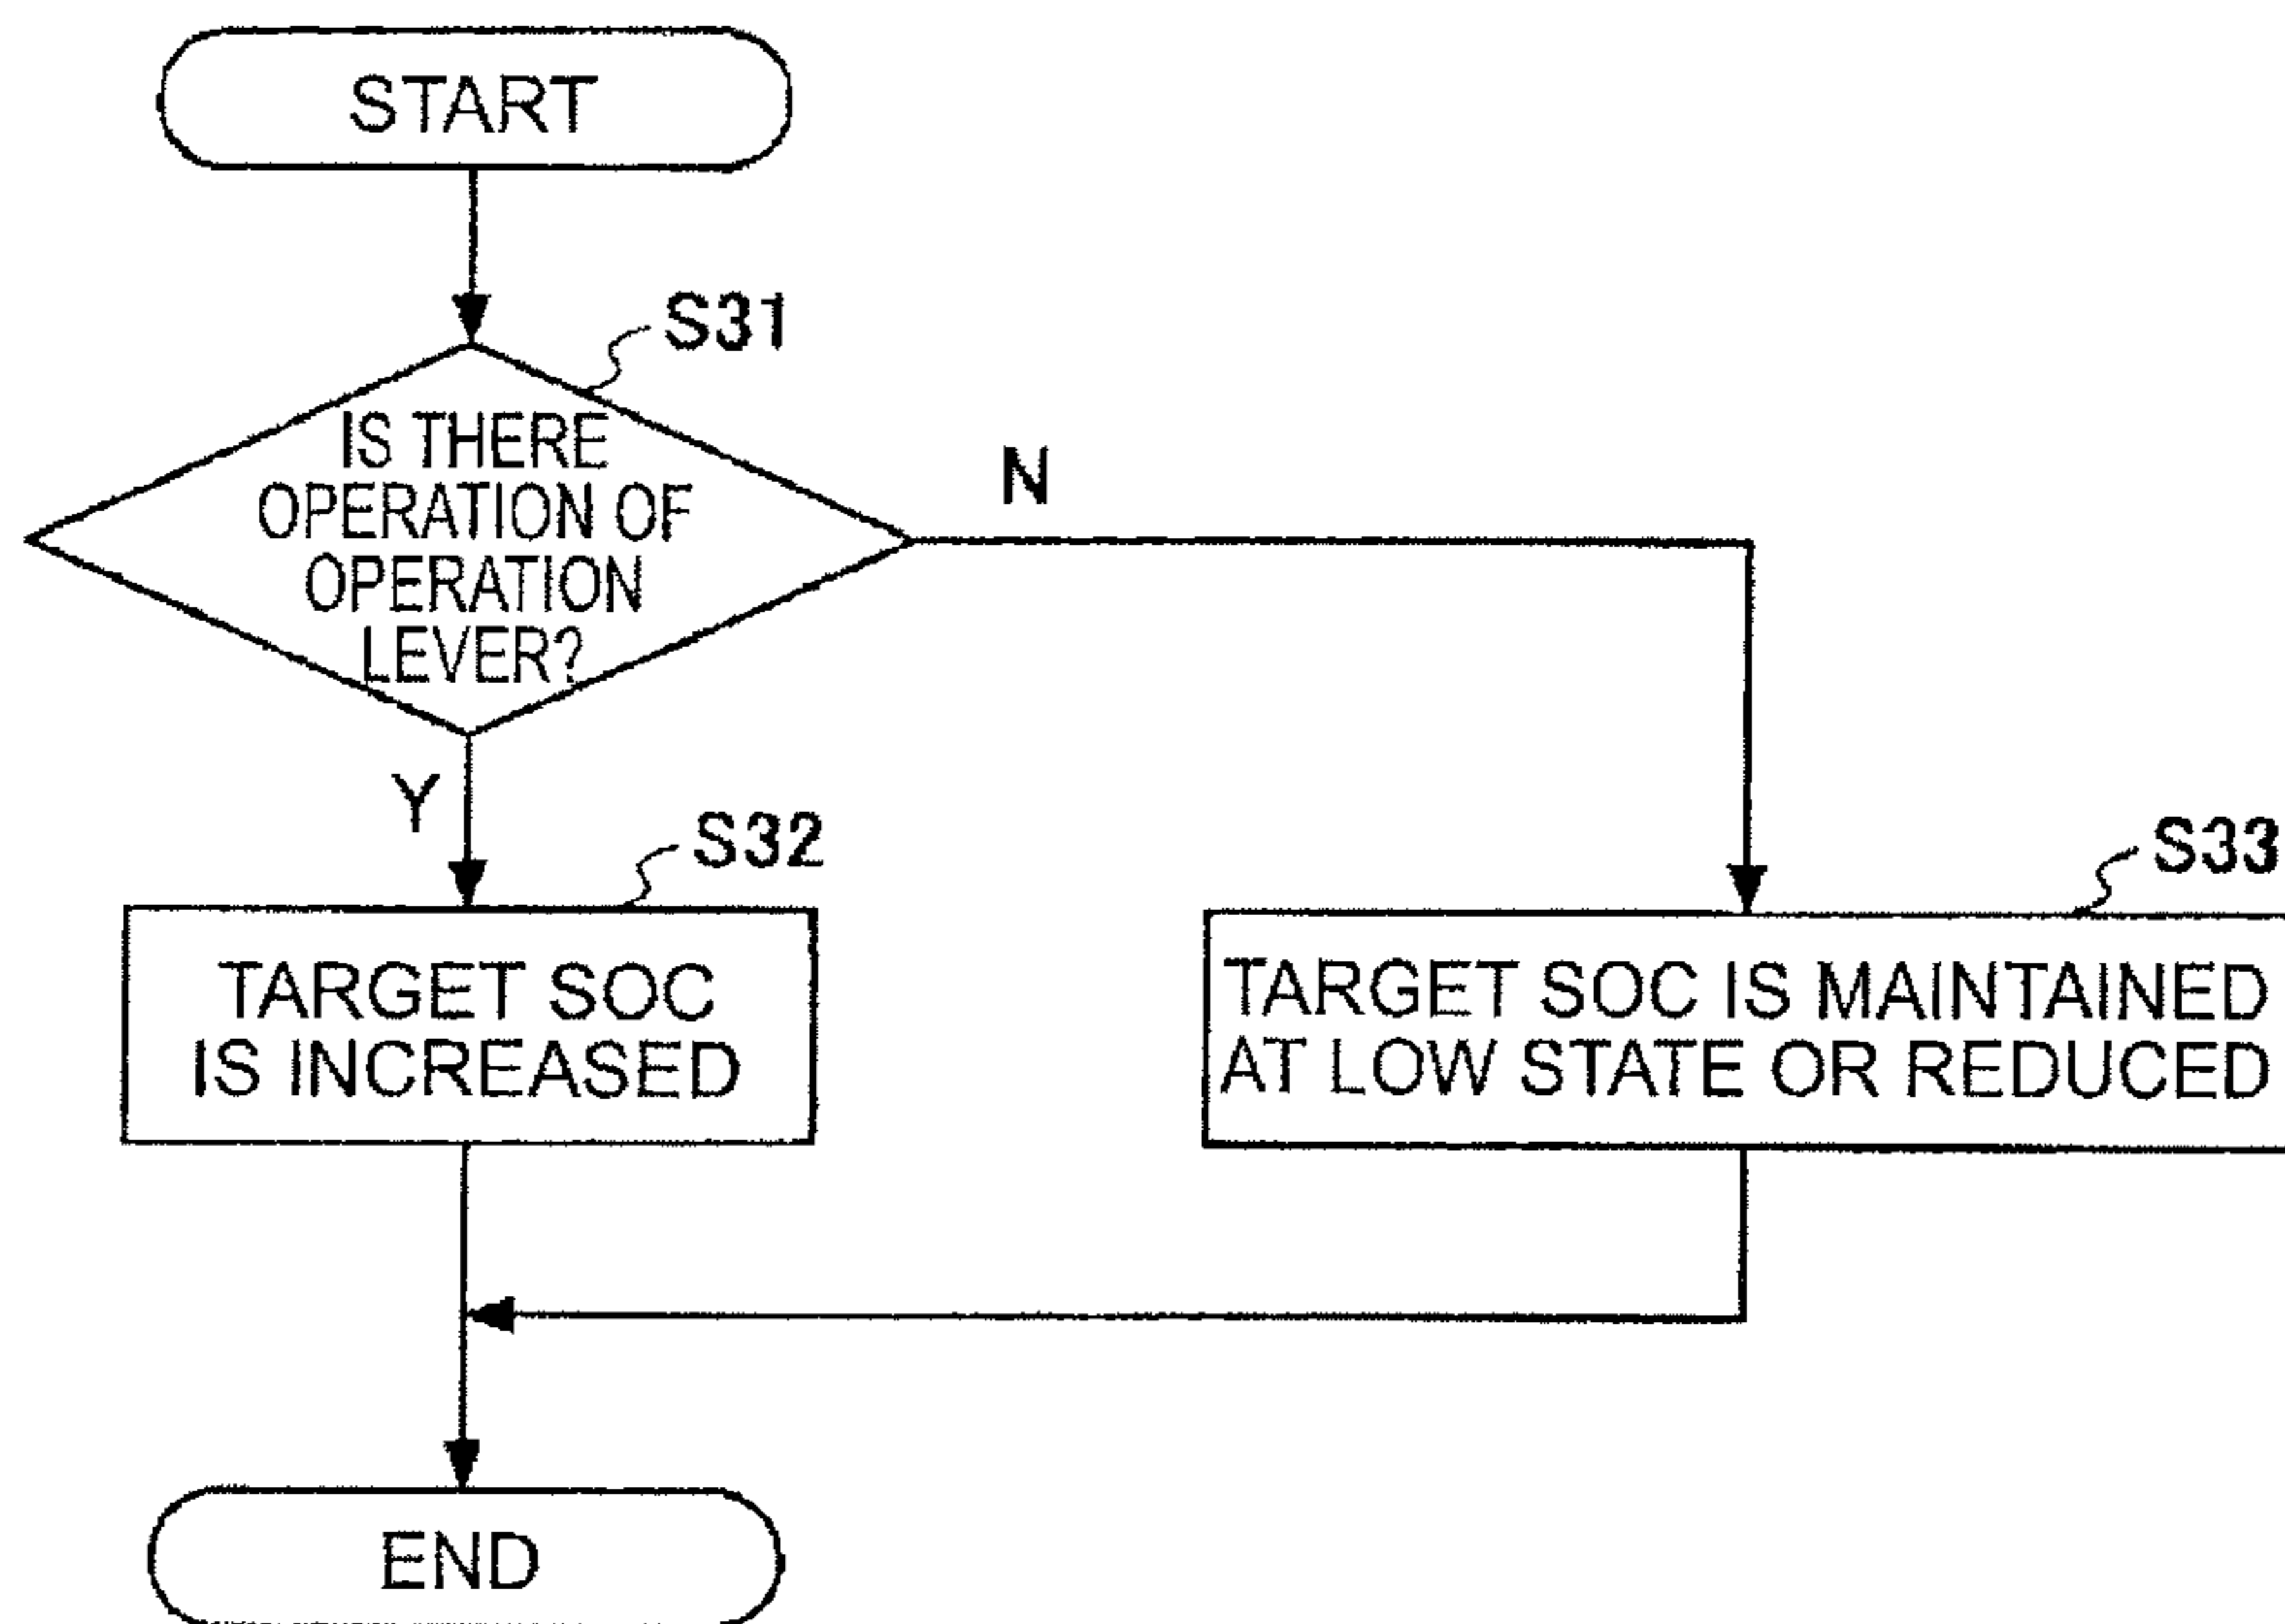 START
S31
IS THERE
OPERATION OF
OPERATION
LEVER?
N
Y
S32
S33
TARGET SOC
IS INCREASED
TARGET SOC IS MAINTAINED
AT LOW STATE OR REDUCED
END